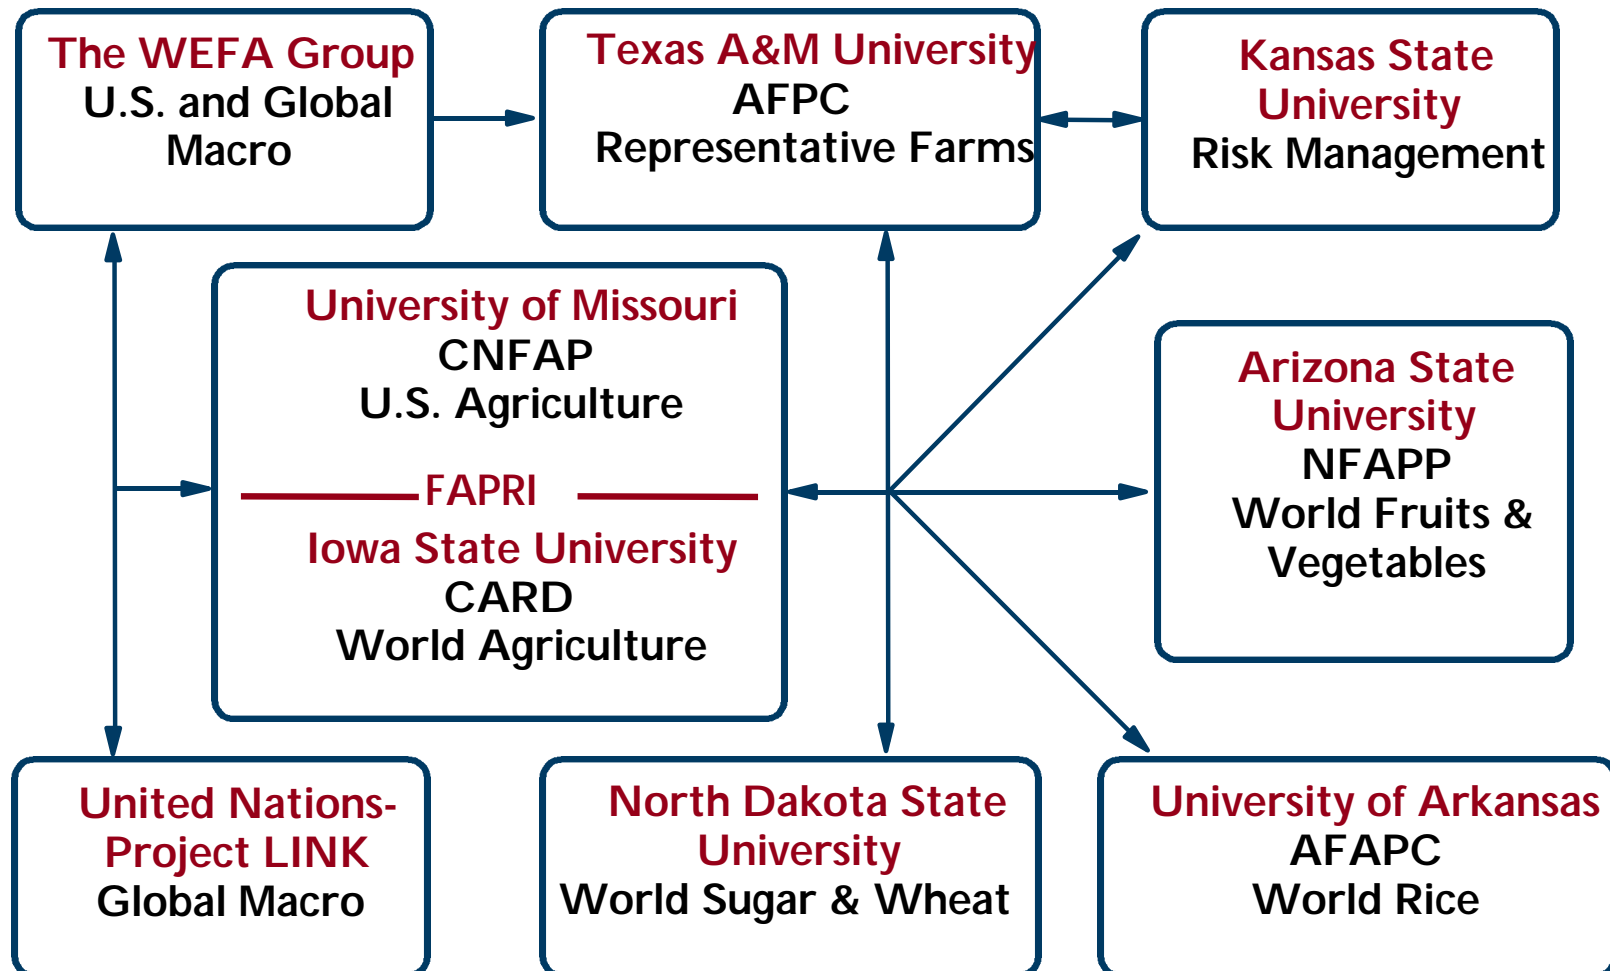 The WEFA Group
U.S. and Global
Macro
Texas A&M University
AFPC
Representative Farms
Kansas State
University
Risk Management
University of Missouri
CNFAP
U.S. Agriculture
FAPRI
Iowa State University
CARD
World Agriculture
Arizona State
University
NFAPP
World Fruits &
Vegetables
United Nations-
Project LINK
Global Macro
North Dakota State
University
World Sugar & Wheat
University of Arkansas
AFAPC
World Rice